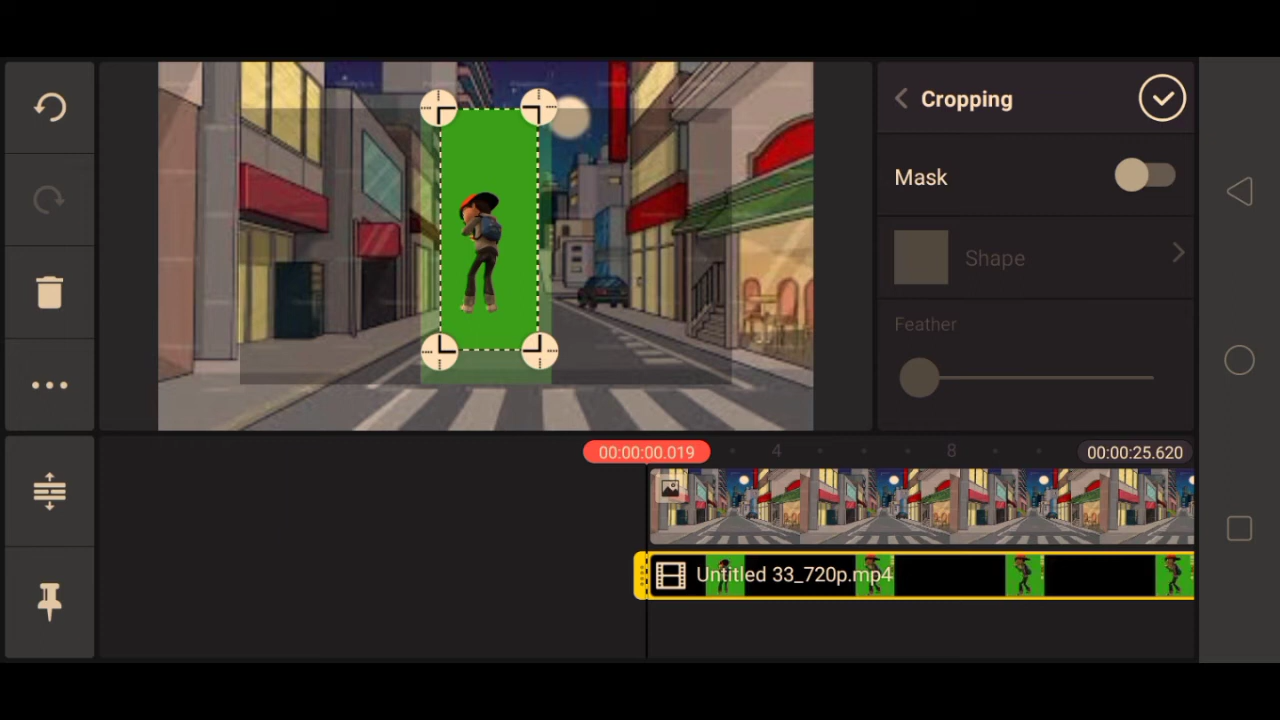 Cropping
Mask
Shape
Feather
00:00:00.019
4
8
00:00:25.620
Untitled 33_720p.mp4